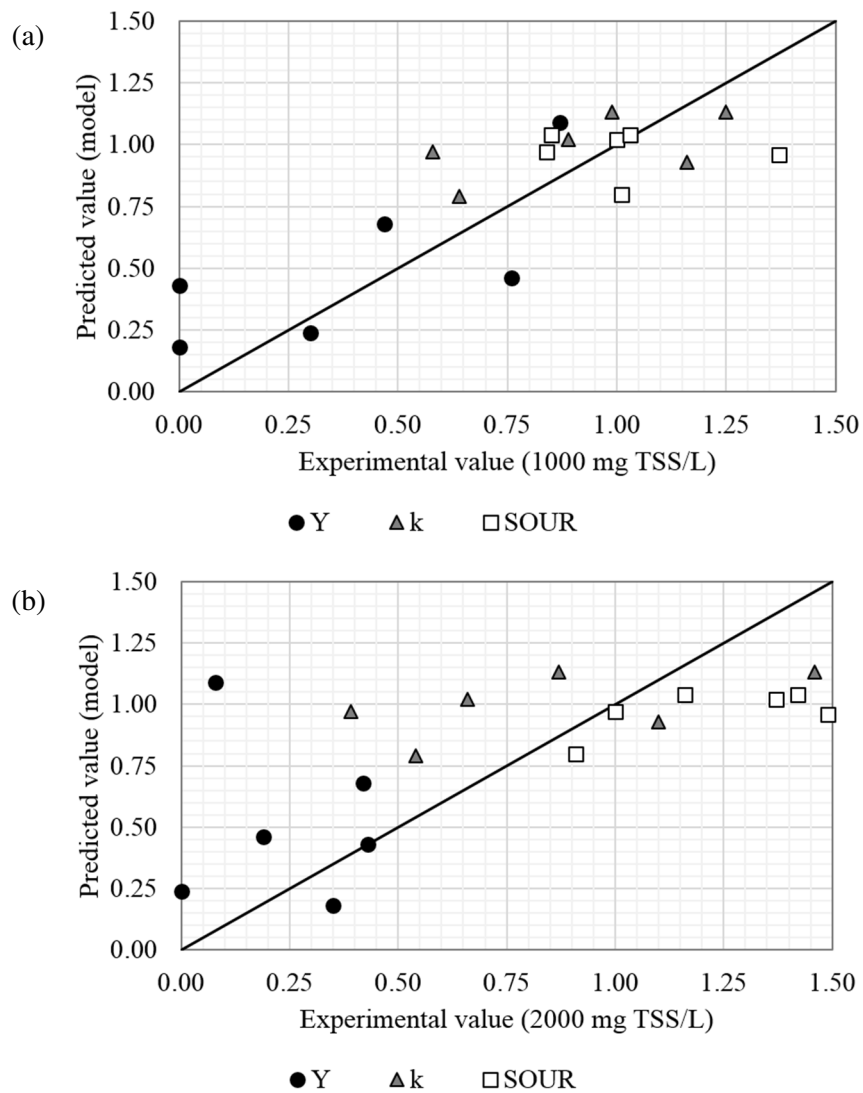 (a)
Predicted value (model)
1.50
1.25
1.00
0.75
0.50
0.25
0.00
0.00 0.25 0.50 0.75 1.00 1.25 1.50
Experimental value (1000 mg TSS/L)
Y k SOUR
(b)
Predicted value (model)
1.50
1.25
1.00
0.75
0.50
0.25
0.00
0.00 0.25 0.50 0.75 1.00 1.25 1.50
Experimental value (2000 mg TSS/L)
Y k SOUR